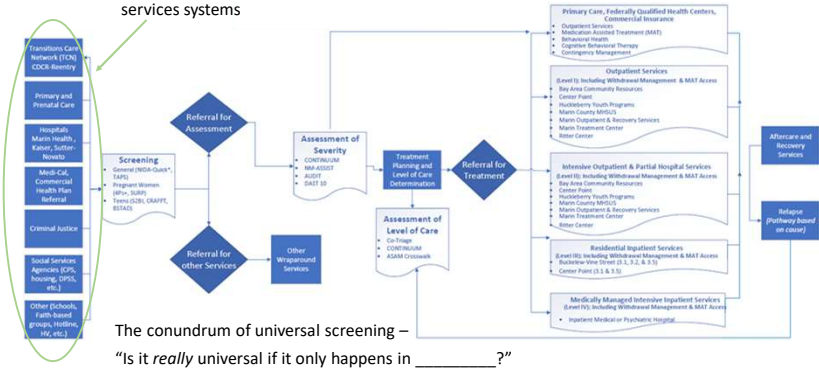 services systems
Transitions Care
Network (TCN)
CDCR-Reentry
Primary and
Prenatal Care
Hospitals
Marin Health,
Kaiser, Sutter-
Novato
Medi-Cal,
Commercial
Health Plan
Referral
Criminal Justice
Social Services
Agencies (CPS,
housing, DPSS,
etc.)
Other (Schools,
Faith-based
groups, Hotline,
HV, etc.)
Screening
• General (NIDA-Quick*,
TAPS)
• Pregnant Women
(4Ps+, SURP)
• Teens (S2BI, CRAFFT,
BSTAD)
Referral for
Assessment
Referral for
other Services
Other
Wraparound
Services
Assessment of
Severity
• CONTINUUM
• NM-ASSIST
• AUDIT
• DAST 10
Treatment
Planning and
Level of Care
Determination
Assessment of
Level of Care
• Co-Triage
• CONTINUUM
• ASAM Crosswalk
Referral for
Treatment
Primary Care, Federally Qualified Health Centers,
Commercial Insurance
• Outpatient Services
• Medication Assisted Treatment (MAT)
• Behavioral Health
• Cognitive Behavioral Therapy
• Contingency Management
Outpatient Services
(Level I); Including Withdrawal Management & MAT Access
• Bay Area Community Resources
• Center Point
• Huckleberry Youth Programs
• Marin County MHSUS
• Marin Outpatient & Recovery Services
• Marin Treatment Center
• Ritter Center
Intensive Outpatient & Partial Hospital Services
(Level II); Including Withdrawal Management & MAT Access
• Bay Area Community Resources
• Center Point
• Huckleberry Youth Programs
• Marin County MHSUS
• Marin Outpatient & Recovery Services
• Marin Treatment Center
• Ritter Center
Residential Inpatient Services
(Level III); Including Withdrawal Management & MAT Access
• Buckelew-Vine Street (3.1, 3.2, & 3.5)
• Center Point (3.1 & 3.5)
Medically Managed Intensive Inpatient Services
(Level IV); Including Withdrawal Management & MAT Access
• Inpatient Medical or Psychiatric Hospital
Aftercare and
Recovery
Services
Relapse
(Pathway based
on cause)
The conundrum of universal screening –
“Is it really universal if it only happens in _________?”